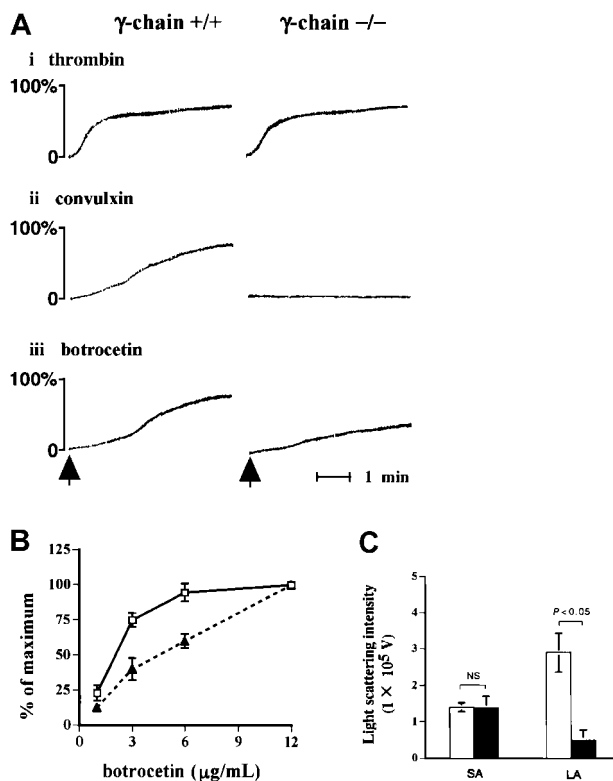 A
γ-chain +/+ γ-chain –/–
i thrombin
100%
0
ii convulxin
100%
0
iii botrocetin
100%
0
1 min
B
125
100
75
50
25
0
0 3 6 9 12
% of maximum
botrocetin (μg/mL)
C
5
4
3
2
1
0
Light scattering intensity
(1 × 10⁵ V)
NS
P < 0.05
SA LA